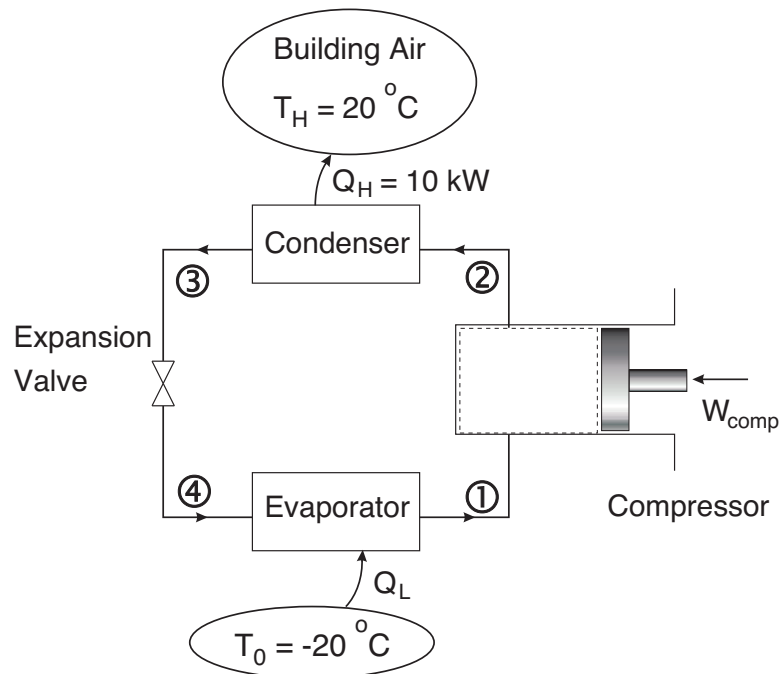 Building Air
T_H = 20 °C
Q_H = 10 kW
Condenser
③
②
Expansion
Valve
W_comp
④
Evaporator
①
Compressor
Q_L
T_0 = -20 °C